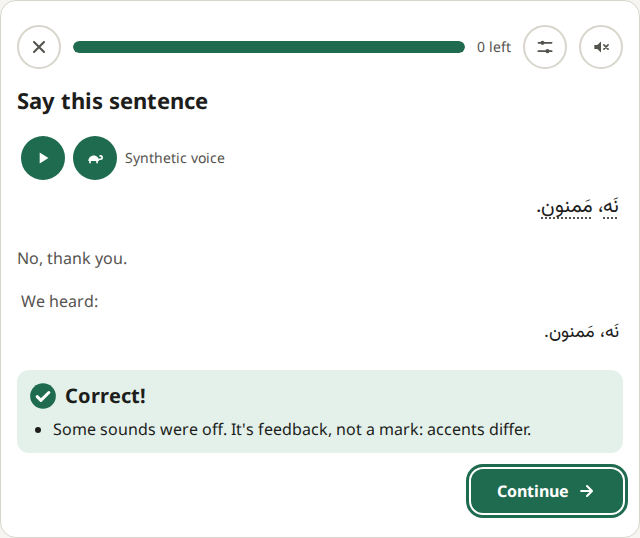 0 left
Say this sentence
Synthetic voice
نَه، مَمنونِ.
No, thank you.
We heard:
نَه، مَمنون.
Correct!
Some sounds were off. It's feedback, not a mark: accents differ.
Continue